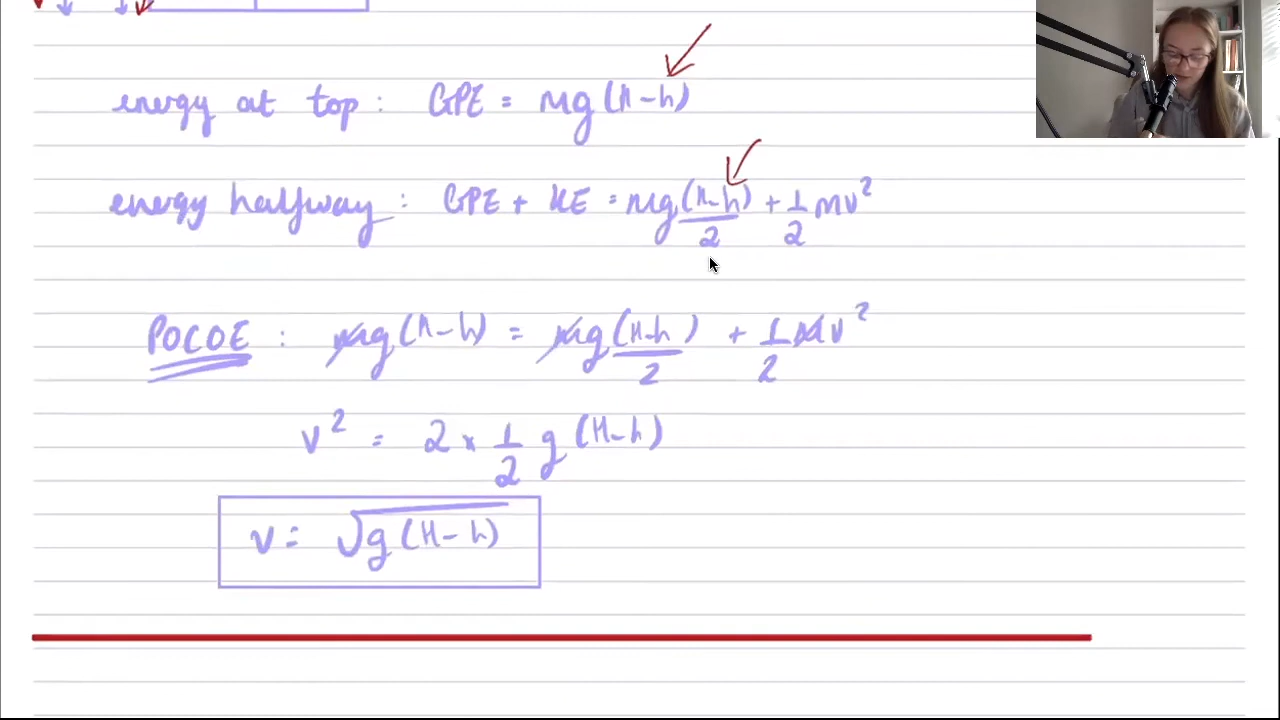 energy at top : GPE = mg(H-h)
energy halfway : GPE + KE = mg(H-h)/2 + 1/2 mv²
POCOE : mg(H-h) = mg(H-h)/2 + 1/2 mv²
v² = 2 × 1/2 g (H-h)
v = √g(H-h)